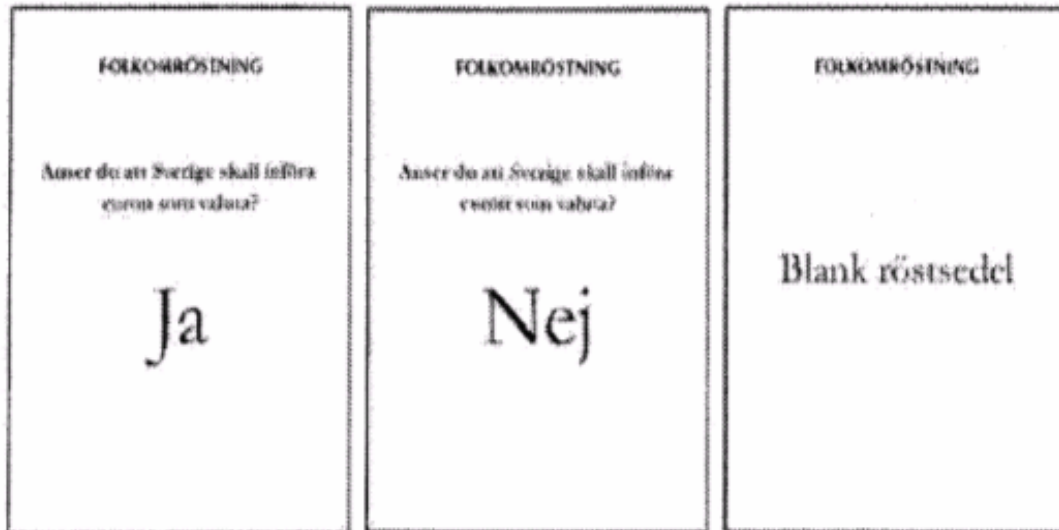 FOLKOMRÖSTNING
Anser du att Sverige skall införa
euron som valuta?
Ja
FOLKOMRÖSTNING
Anser du att Sverige skall införa
euron som valuta?
Nej
FOLKOMRÖSTNING
Blank röstsedel